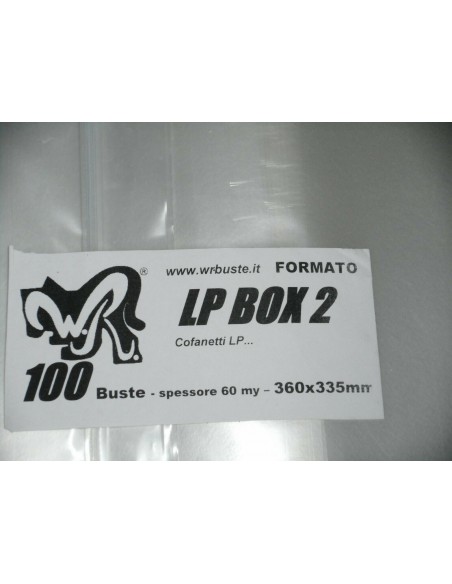 www.wrbuste.it FORMATO
W.R.®
LP BOX 2
Cofanetti LP...
100 Buste - spessore 60 my – 360x335mm